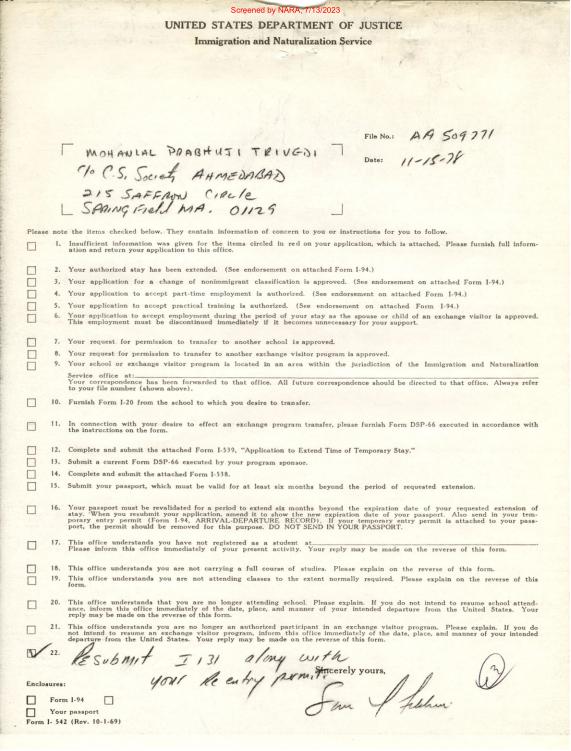 Screened by NARA, 7/13/2023
UNITED STATES DEPARTMENT OF JUSTICE
Immigration and Naturalization Service
File No.: AA 509771
MOHANLAL PRABHUJI TRIVEDI
Date: 11-15-78
c/o C.S. Society AHMEDABAD
215 SAFFRON CIRCLE
SPRINGField MA. 01129
Please note the items checked below. They contain information of concern to you or instructions for you to follow.
1. Insufficient information was given for the items circled in red on your application, which is attached. Please furnish full inform-
ation and return your application to this office.
2. Your authorized stay has been extended. (See endorsement on attached Form I-94.)
3. Your application for a change of nonimmigrant classification is approved. (See endorsement on attached Form I-94.)
4. Your application to accept part-time employment is authorized. (See endorsement on attached Form I-94.)
5. Your application to accept practical training is authorized. (See endorsement on attached Form I-94.)
6. Your application to accept employment during the period of your stay as the spouse or child of an exchange visitor is approved.
This employment must be discontinued immediately if it becomes unnecessary for your support.
7. Your request for permission to transfer to another school is approved.
8. Your request for permission to transfer to another exchange visitor program is approved.
9. Your school or exchange visitor program is located in an area within the jurisdiction of the Immigration and Naturalization
Service office at:
Your correspondence has been forwarded to that office. All future correspondence should be directed to that office. Always refer
to your file number (shown above).
10. Furnish Form I-20 from the school to which you desire to transfer.
11. In connection with your desire to effect an exchange program transfer, please furnish Form DSP-66 executed in accordance with
the instructions on the form.
12. Complete and submit the attached Form I-539, "Application to Extend Time of Temporary Stay."
13. Submit a current Form DSP-66 executed by your program sponsor.
14. Complete and submit the attached Form I-538.
15. Submit your passport, which must be valid for at least six months beyond the period of requested extension.
16. Your passport must be revalidated for a period to extend six months beyond the expiration date of your requested extension of
stay. When you resubmit your application, amend it to show the new expiration date of your passport. Also send in your tem-
porary entry permit (Form I-94, ARRIVAL-DEPARTURE RECORD). If your temporary entry permit is attached to your pass-
port, the permit should be removed for this purpose. DO NOT SEND IN YOUR PASSPORT.
17. This office understands you have not registered as a student at
Please inform this office immediately of your present activity. Your reply may be made on the reverse of this form.
18. This office understands you are not carrying a full course of studies. Please explain on the reverse of this form.
19. This office understands you are not attending classes to the extent normally required. Please explain on the reverse of this
form.
20. This office understands that you are no longer attending school. Please explain. If you do not intend to resume school attend-
ance, inform this office immediately of the date, place, and manner of your intended departure from the United States. Your
reply may be made on the reverse of this form.
21. This office understands you are no longer an authorized participant in an exchange visitor program. Please explain. If you do
not intend to resume an exchange visitor program, inform this office immediately of the date, place, and manner of your intended
departure from the United States. Your reply may be made on the reverse of this form.
22. Resubmit I 131 along with
your Re entry permit.
Sincerely yours,
Enclosures:
Form I-94
Your passport
Form I- 542 (Rev. 10-1-69)